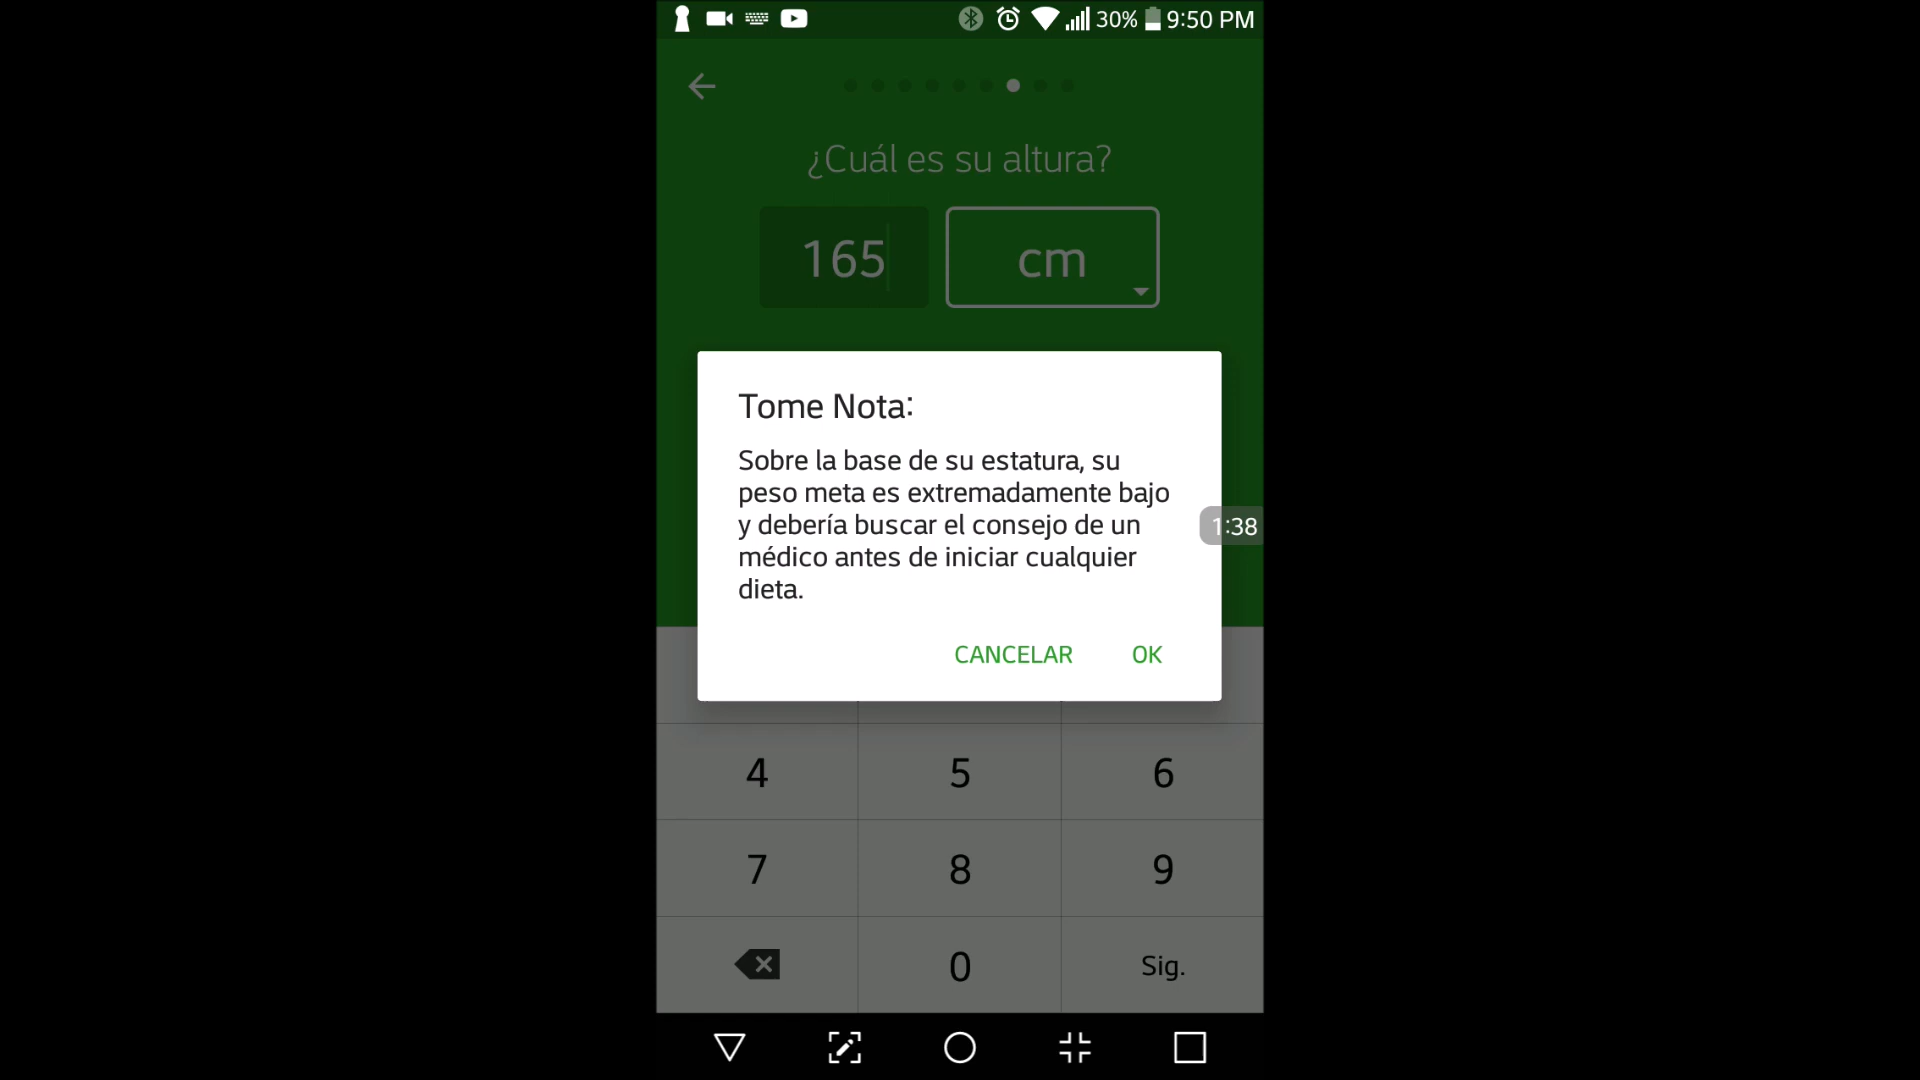 30% 9:50 PM
¿Cuál es su altura?
165 cm
Tome Nota:
Sobre la base de su estatura, su
peso meta es extremadamente bajo
y debería buscar el consejo de un
médico antes de iniciar cualquier
dieta.
1:38
CANCELAR OK
4 5 6
7 8 9
0 Sig.